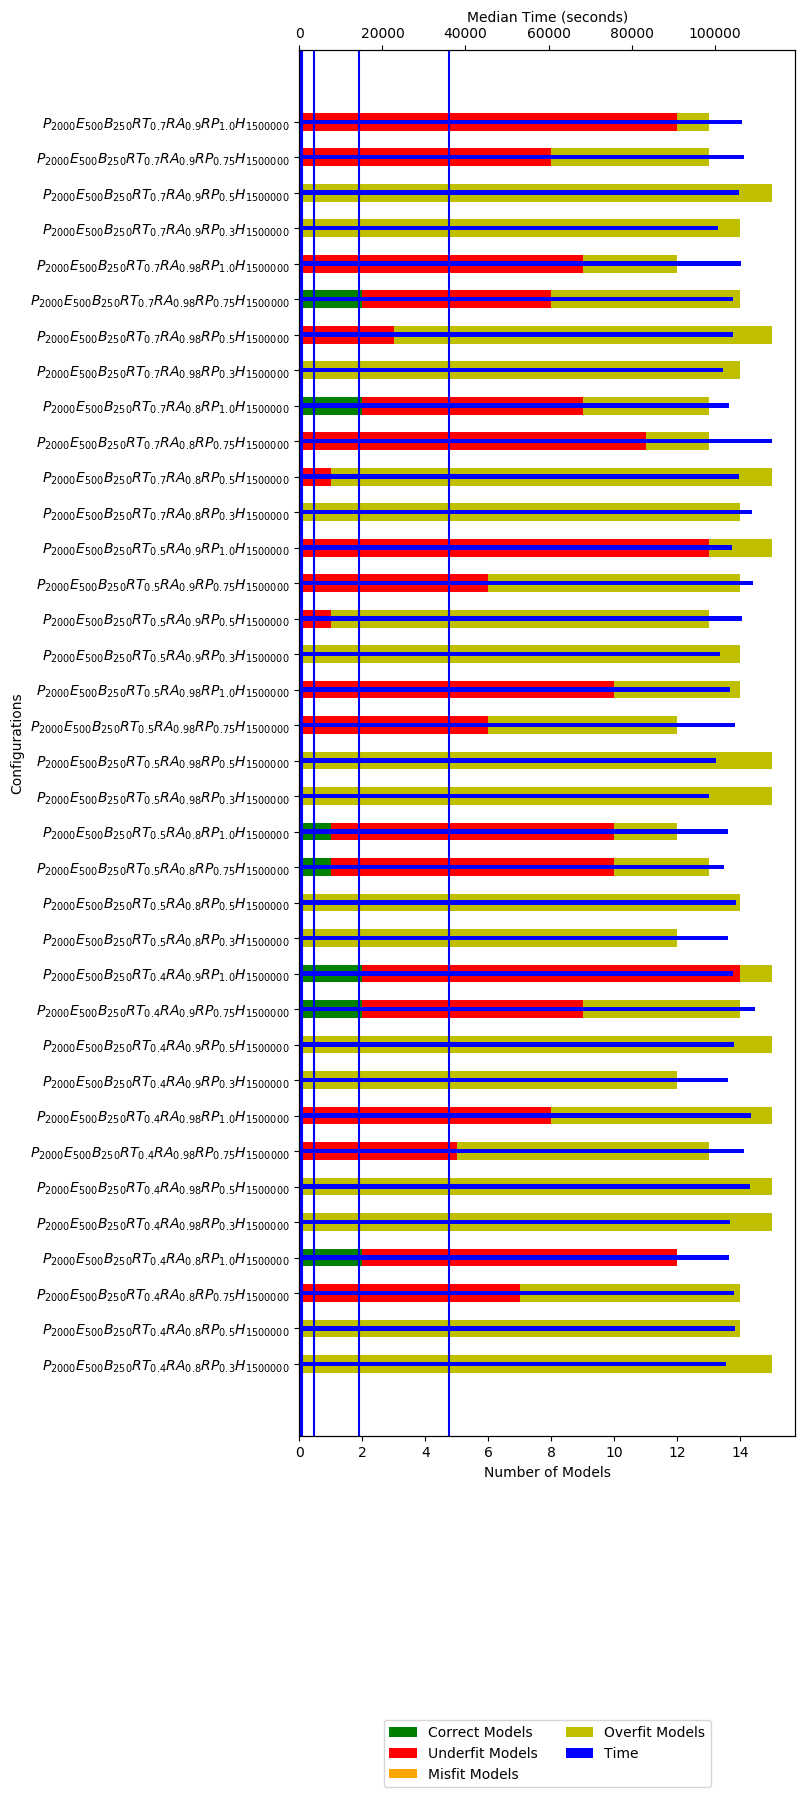 Median Time (seconds)
0 20000 40000 60000 80000 100000
P2000E500B250RT0.7RA0.9RP1.0H1500000
P2000E500B250RT0.7RA0.9RP0.75H1500000
P2000E500B250RT0.7RA0.9RP0.5H1500000
P2000E500B250RT0.7RA0.9RP0.3H1500000
P2000E500B250RT0.7RA0.98RP1.0H1500000
P2000E500B250RT0.7RA0.98RP0.75H1500000
P2000E500B250RT0.7RA0.98RP0.5H1500000
P2000E500B250RT0.7RA0.98RP0.3H1500000
P2000E500B250RT0.7RA0.8RP1.0H1500000
P2000E500B250RT0.7RA0.8RP0.75H1500000
P2000E500B250RT0.7RA0.8RP0.5H1500000
P2000E500B250RT0.7RA0.8RP0.3H1500000
P2000E500B250RT0.5RA0.9RP1.0H1500000
P2000E500B250RT0.5RA0.9RP0.75H1500000
P2000E500B250RT0.5RA0.9RP0.5H1500000
P2000E500B250RT0.5RA0.9RP0.3H1500000
P2000E500B250RT0.5RA0.98RP1.0H1500000
P2000E500B250RT0.5RA0.98RP0.75H1500000
P2000E500B250RT0.5RA0.98RP0.5H1500000
P2000E500B250RT0.5RA0.98RP0.3H1500000
P2000E500B250RT0.5RA0.8RP1.0H1500000
P2000E500B250RT0.5RA0.8RP0.75H1500000
P2000E500B250RT0.5RA0.8RP0.5H1500000
P2000E500B250RT0.5RA0.8RP0.3H1500000
P2000E500B250RT0.4RA0.9RP1.0H1500000
P2000E500B250RT0.4RA0.9RP0.75H1500000
P2000E500B250RT0.4RA0.9RP0.5H1500000
P2000E500B250RT0.4RA0.9RP0.3H1500000
P2000E500B250RT0.4RA0.98RP1.0H1500000
P2000E500B250RT0.4RA0.98RP0.75H1500000
P2000E500B250RT0.4RA0.98RP0.5H1500000
P2000E500B250RT0.4RA0.98RP0.3H1500000
P2000E500B250RT0.4RA0.8RP1.0H1500000
P2000E500B250RT0.4RA0.8RP0.75H1500000
P2000E500B250RT0.4RA0.8RP0.5H1500000
P2000E500B250RT0.4RA0.8RP0.3H1500000
Configurations
0 2 4 6 8 10 12 14
Number of Models
Correct Models
Underfit Models
Misfit Models
Overfit Models
Time